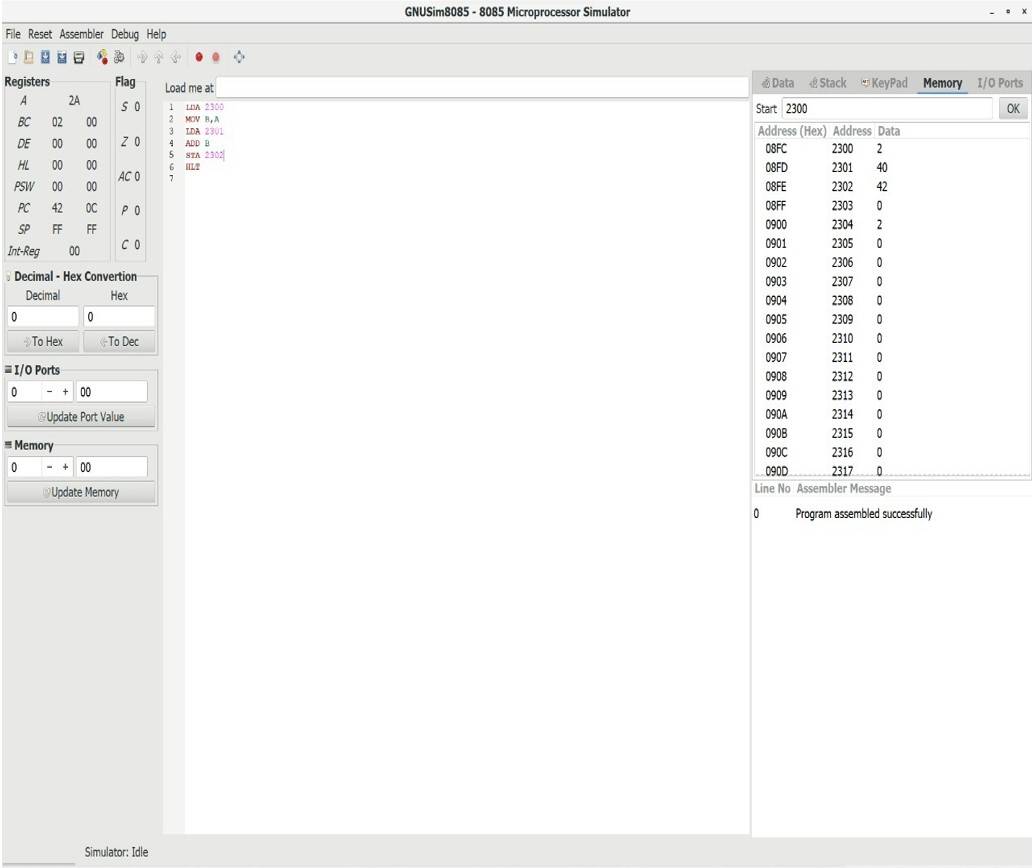 GNUSim8085 - 8085 Microprocessor Simulator
File Reset Assembler Debug Help
Registers
A 2A
BC 02 00
DE 00 00
HL 00 00
PSW 00 00
PC 42 0C
SP FF FF
Int-Reg 00
Flag
S 0
Z 0
AC 0
P 0
C 0
Decimal - Hex Convertion
Decimal Hex
0 0
To Hex To Dec
I/O Ports
0 - + 00
Update Port Value
Memory
0 - + 00
Update Memory
Load me at
1 LDA 2300
2 MOV B,A
3 LDA 2301
4 ADD B
5 STA 2302
6 HLT
7
Data Stack KeyPad Memory I/O Ports
Start 2300 OK
Address (Hex) Address Data
08FC 2300 2
08FD 2301 40
08FE 2302 42
08FF 2303 0
0900 2304 2
0901 2305 0
0902 2306 0
0903 2307 0
0904 2308 0
0905 2309 0
0906 2310 0
0907 2311 0
0908 2312 0
0909 2313 0
090A 2314 0
090B 2315 0
090C 2316 0
090D 2317 0
Line No Assembler Message
0 Program assembled successfully
Simulator: Idle